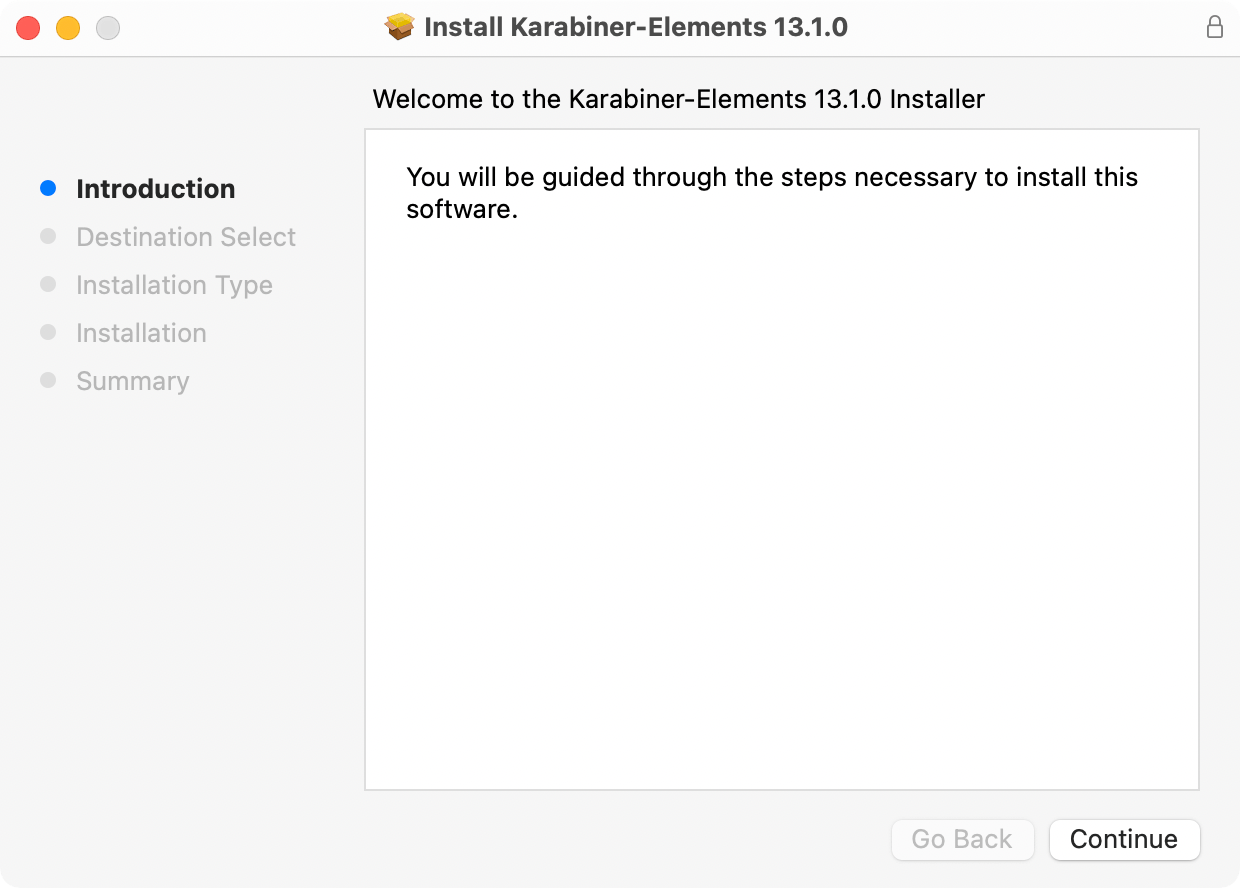 Install Karabiner-Elements 13.1.0
Welcome to the Karabiner-Elements 13.1.0 Installer
Introduction
Destination Select
Installation Type
Installation
Summary
You will be guided through the steps necessary to install this
software.
Go Back
Continue